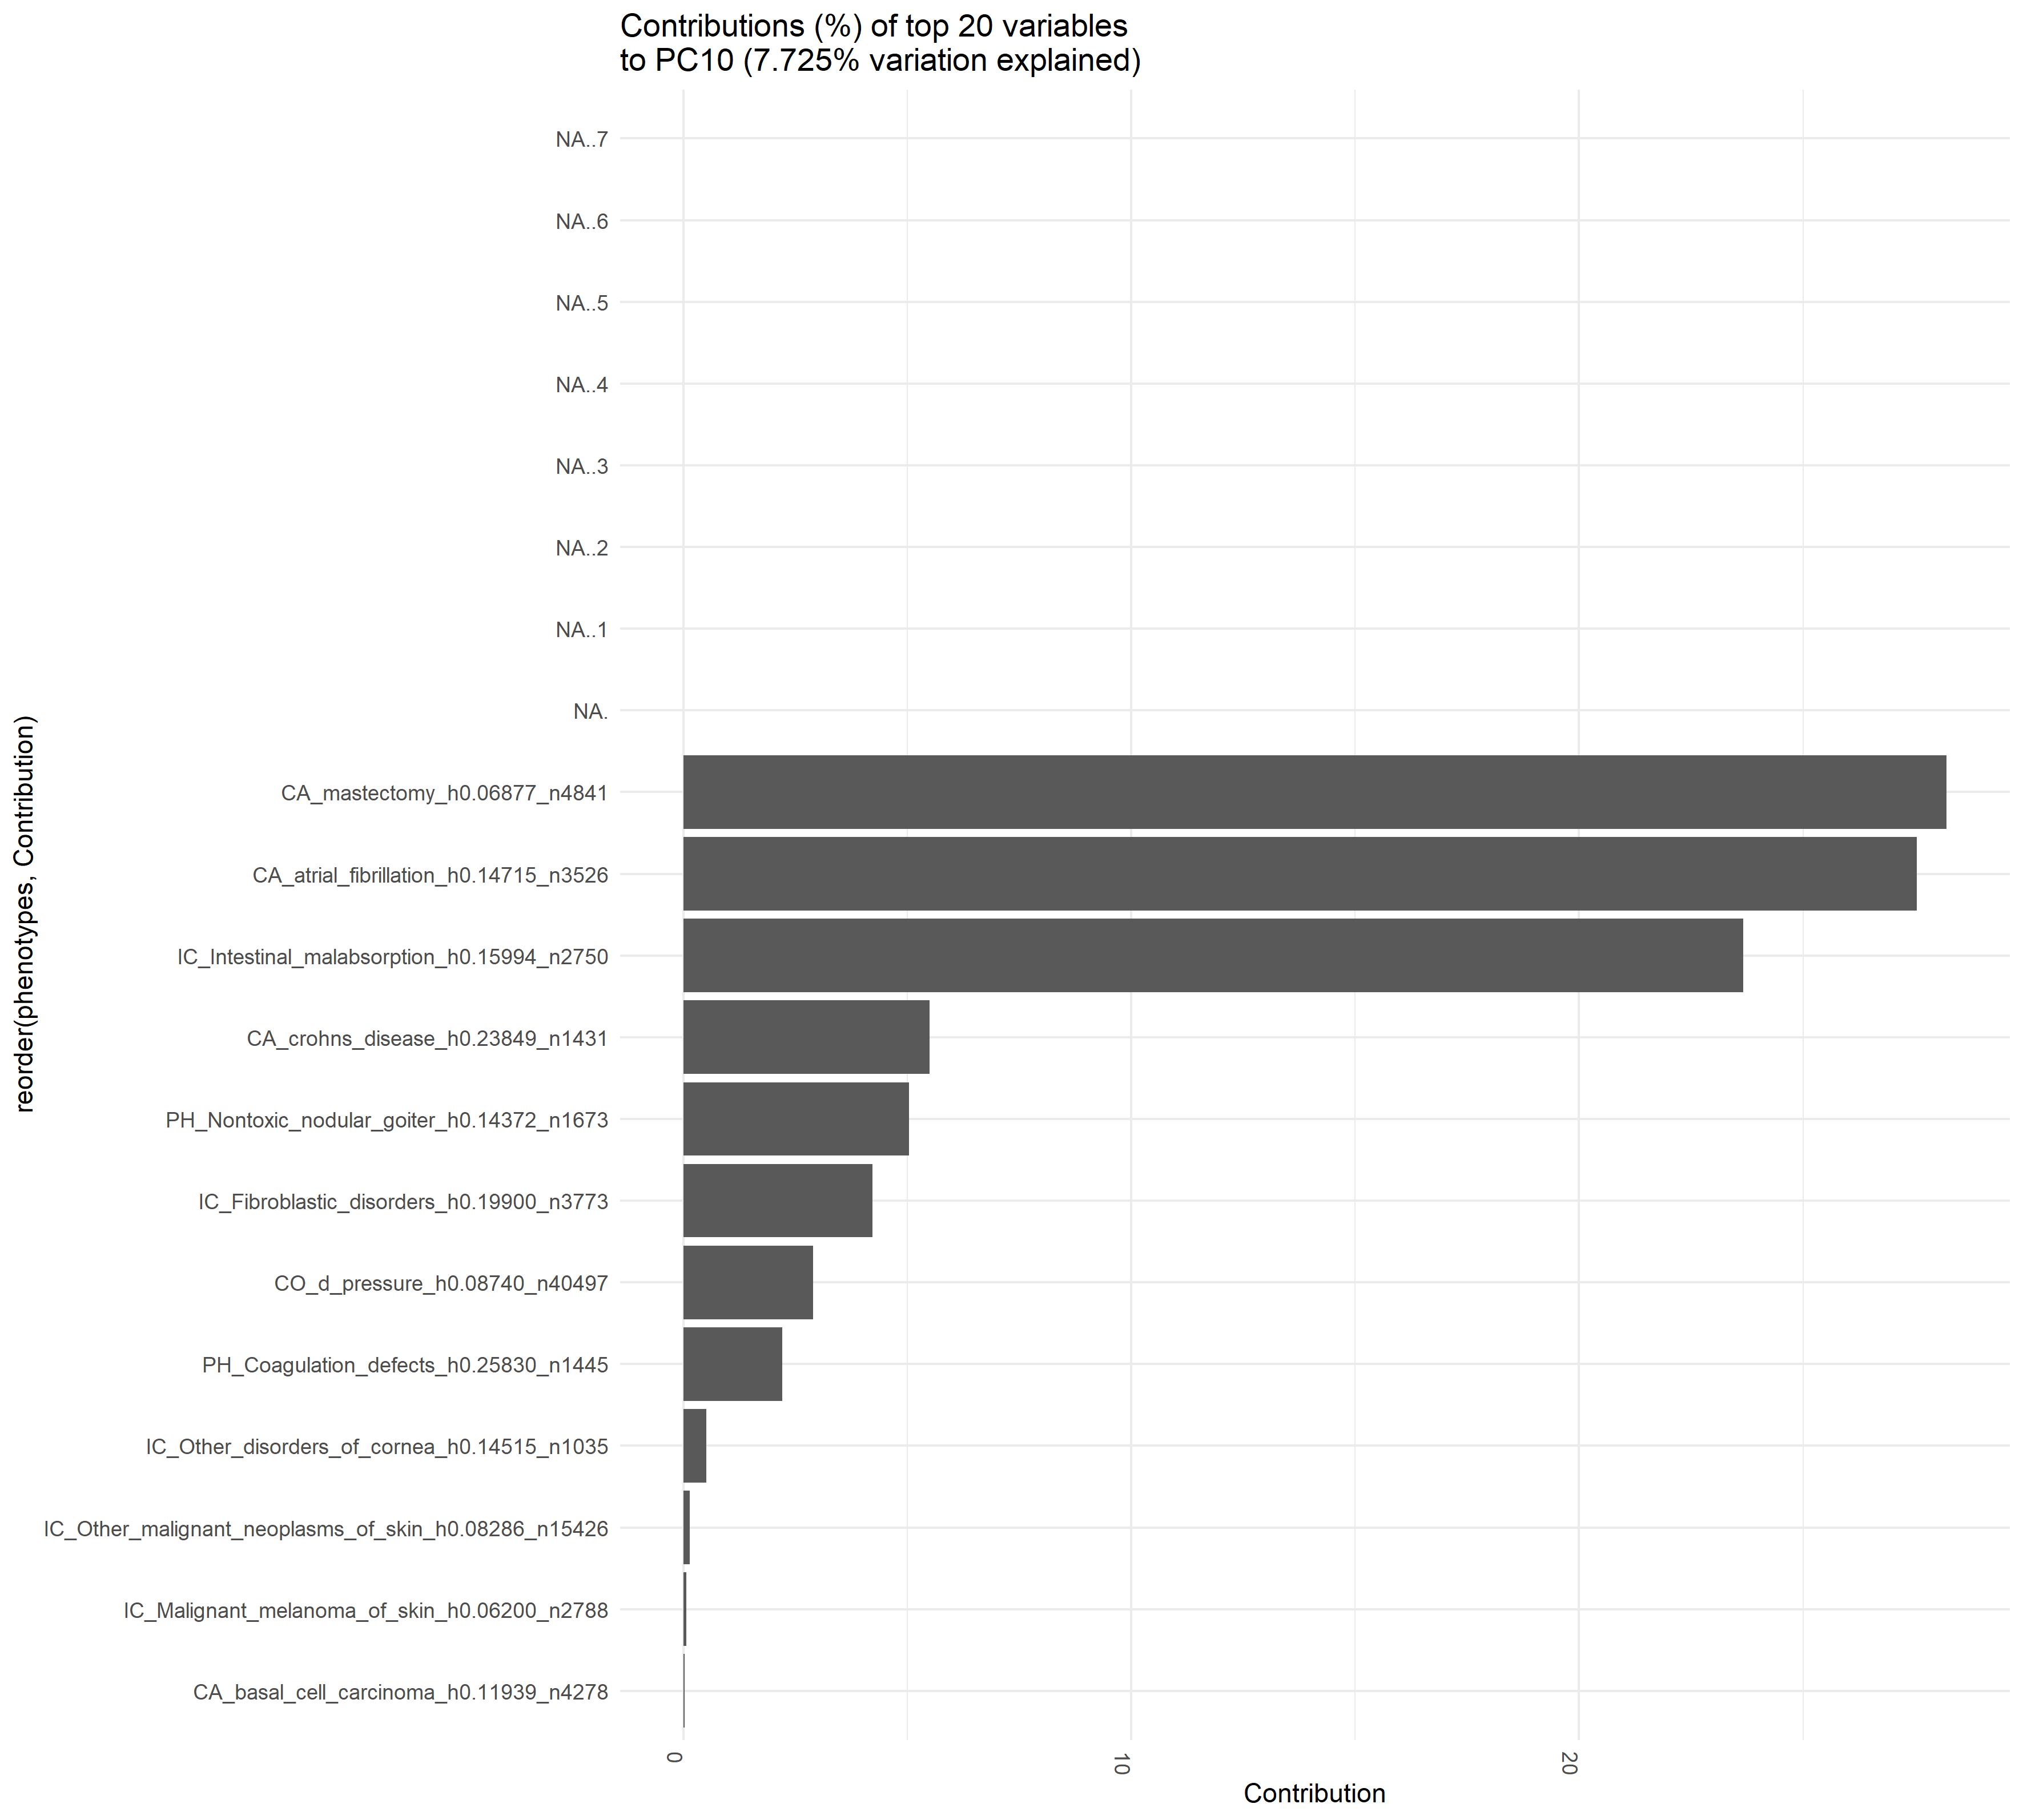 Contributions (%) of top 20 variables
to PC10 (7.725% variation explained)
NA..7
NA..6
NA..5
NA..4
NA..3
NA..2
NA..1
NA.
CA_mastectomy_h0.06877_n4841
CA_atrial_fibrillation_h0.14715_n3526
IC_Intestinal_malabsorption_h0.15994_n2750
CA_crohns_disease_h0.23849_n1431
PH_Nontoxic_nodular_goiter_h0.14372_n1673
IC_Fibroblastic_disorders_h0.19900_n3773
CO_d_pressure_h0.08740_n40497
PH_Coagulation_defects_h0.25830_n1445
IC_Other_disorders_of_cornea_h0.14515_n1035
IC_Other_malignant_neoplasms_of_skin_h0.08286_n15426
IC_Malignant_melanoma_of_skin_h0.06200_n2788
CA_basal_cell_carcinoma_h0.11939_n4278
reorder(phenotypes, Contribution)
0
10
20
Contribution